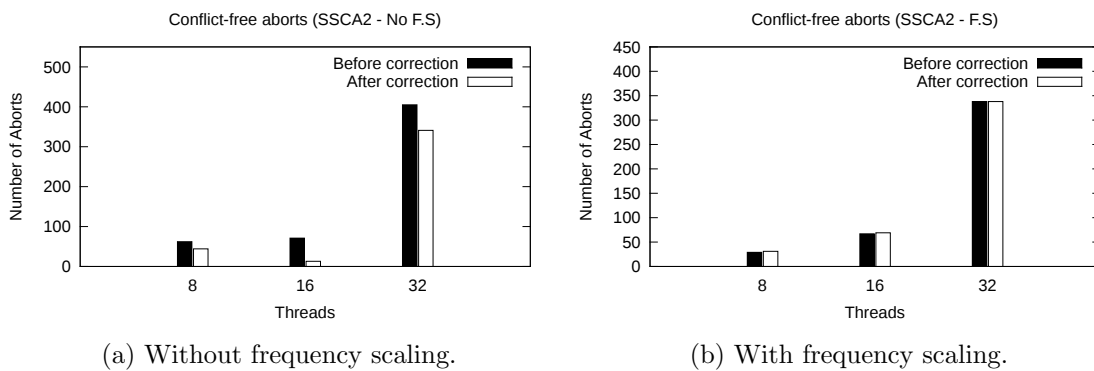 Conflict-free aborts (SSCA2 - No F.S)
Number of Aborts
500
400
300
200
100
0
Before correction
After correction
8 16 32
Threads
(a) Without frequency scaling.
Conflict-free aborts (SSCA2 - F.S)
Number of Aborts
450
400
350
300
250
200
150
100
50
0
Before correction
After correction
8 16 32
Threads
(b) With frequency scaling.